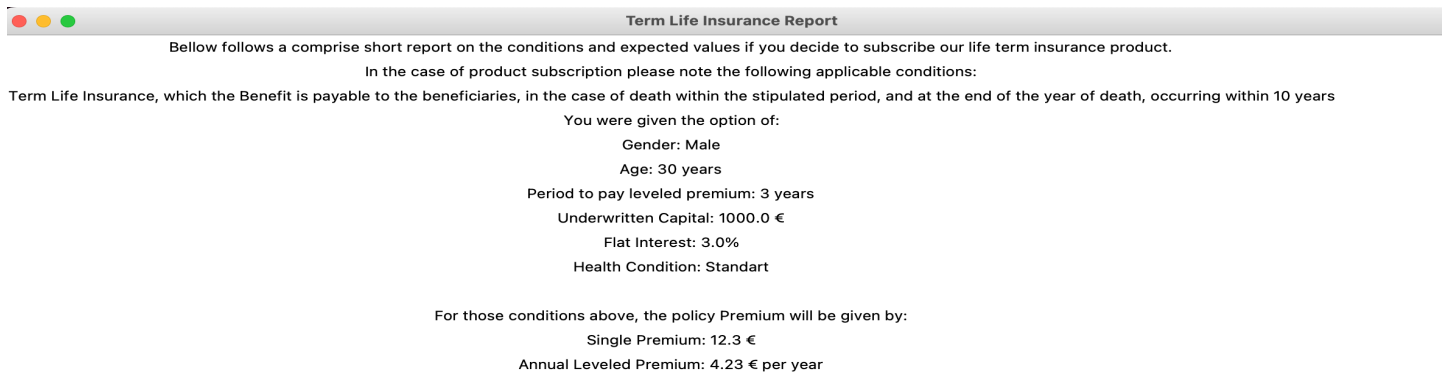 Term Life Insurance Report
Bellow follows a comprise short report on the conditions and expected values if you decide to subscribe our life term insurance product.
In the case of product subscription please note the following applicable conditions:
Term Life Insurance, which the Benefit is payable to the beneficiaries, in the case of death within the stipulated period, and at the end of the year of death, occurring within 10 years
You were given the option of:
Gender: Male
Age: 30 years
Period to pay leveled premium: 3 years
Underwritten Capital: 1000.0 €
Flat Interest: 3.0%
Health Condition: Standart
For those conditions above, the policy Premium will be given by:
Single Premium: 12.3 €
Annual Leveled Premium: 4.23 € per year